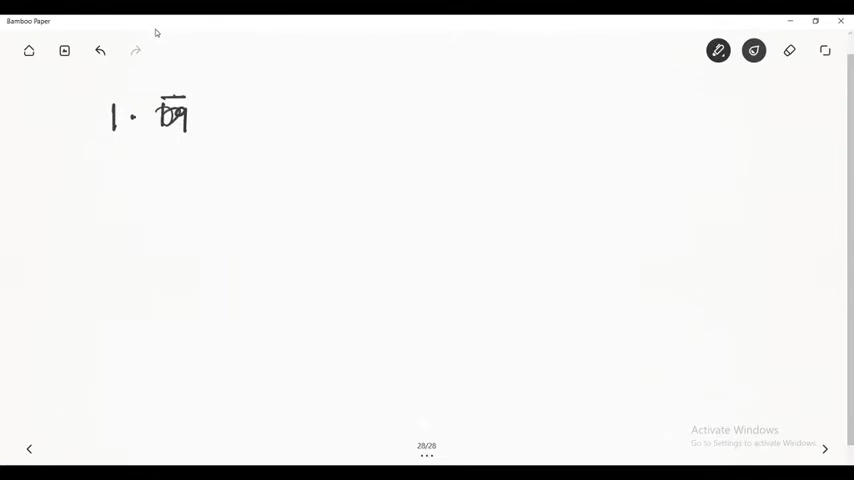 Bamboo Paper
1.
28/28
Activate Windows
Go to Settings to activate Windows.